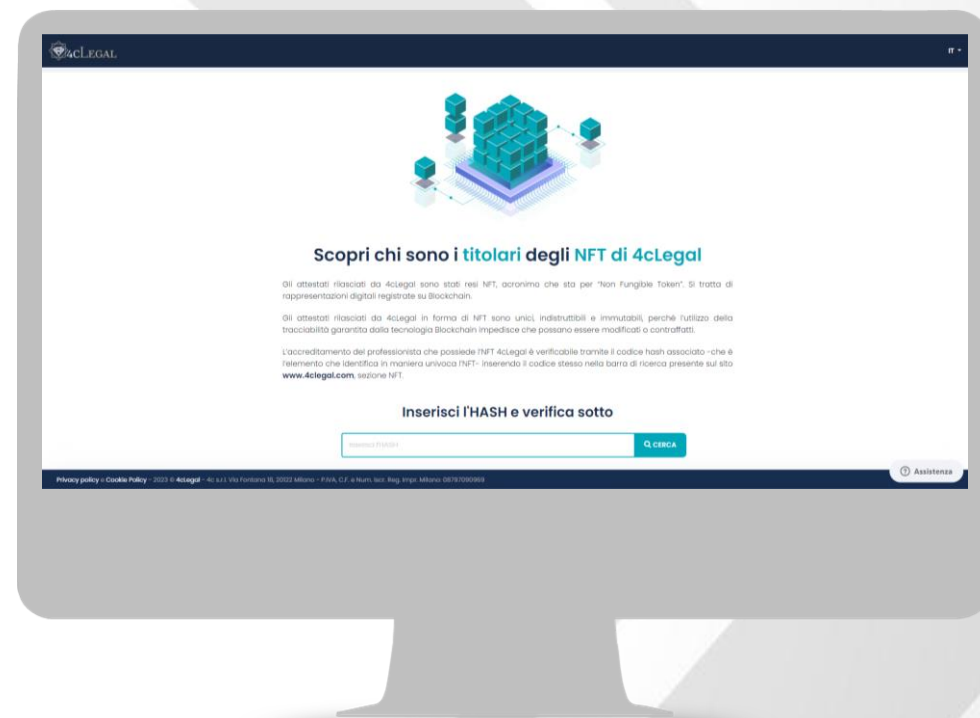 4cLEGAL
IT
Scopri chi sono i titolari degli NFT di 4cLegal
Gli attestati rilasciati da 4cLegal sono stati resi NFT, acronimo che sta per "Non Fungible Token". Si tratta di
rappresentazioni digitali registrate su Blockchain.
Gli attestati rilasciati da 4cLegal in forma di NFT sono unici, indistruttibili e immutabili, perché l'utilizzo della
tracciabilità garantita dalla tecnologia Blockchain impedisce che possano essere modificati o contraffatti.
L'accreditamento del professionista che possiede l'NFT 4cLegal è verificabile tramite il codice hash associato -che è
l'elemento che identifica in maniera univoca l'NFT- inserendo il codice stesso nella barra di ricerca presente sul sito
www.4clegal.com, sezione NFT.
Inserisci l'HASH e verifica sotto
Inserisci l'HASH
CERCA
Assistenza
Privacy policy e Cookie Policy - 2023 © 4cLegal - 4c s.r.l. Via Fontana 18, 20122 Milano - P.IVA, C.F. e Num. Iscr. Reg. Impr. Milano: 08787090969